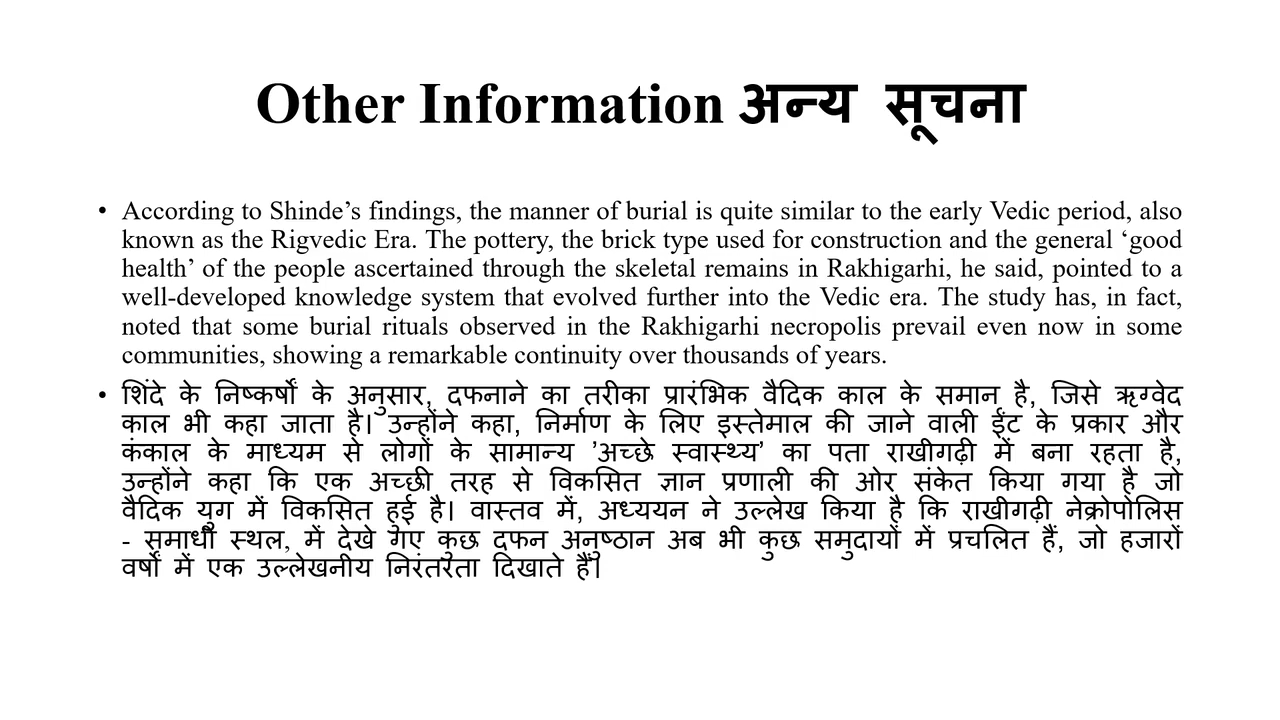 Other Information अन्य सूचना
• According to Shinde’s findings, the manner of burial is quite similar to the early Vedic period, also
known as the Rigvedic Era. The pottery, the brick type used for construction and the general ‘good
health’ of the people ascertained through the skeletal remains in Rakhigarhi, he said, pointed to a
well-developed knowledge system that evolved further into the Vedic era. The study has, in fact,
noted that some burial rituals observed in the Rakhigarhi necropolis prevail even now in some
communities, showing a remarkable continuity over thousands of years.
• शिंदे के निष्कर्षों के अनुसार, दफनाने का तरीका प्रारंभिक वैदिक काल के समान है, जिसे ऋग्वेद
काल भी कहा जाता है। उन्होंने कहा, निर्माण के लिए इस्तेमाल की जाने वाली ईंट के प्रकार और
कंकाल के माध्यम से लोगों के सामान्य ’अच्छे स्वास्थ्य’ का पता राखीगढ़ी में बना रहता है,
उन्होंने कहा कि एक अच्छी तरह से विकसित ज्ञान प्रणाली की ओर संकेत किया गया है जो
वैदिक युग में विकसित हुई है। वास्तव में, अध्ययन ने उल्लेख किया है कि राखीगढ़ी नेक्रोपोलिस
- समाधी स्थल, में देखे गए कुछ दफन अनुष्ठान अब भी कुछ समुदायों में प्रचलित हैं, जो हजारों
वर्षों में एक उल्लेखनीय निरंतरता दिखाते हैं।